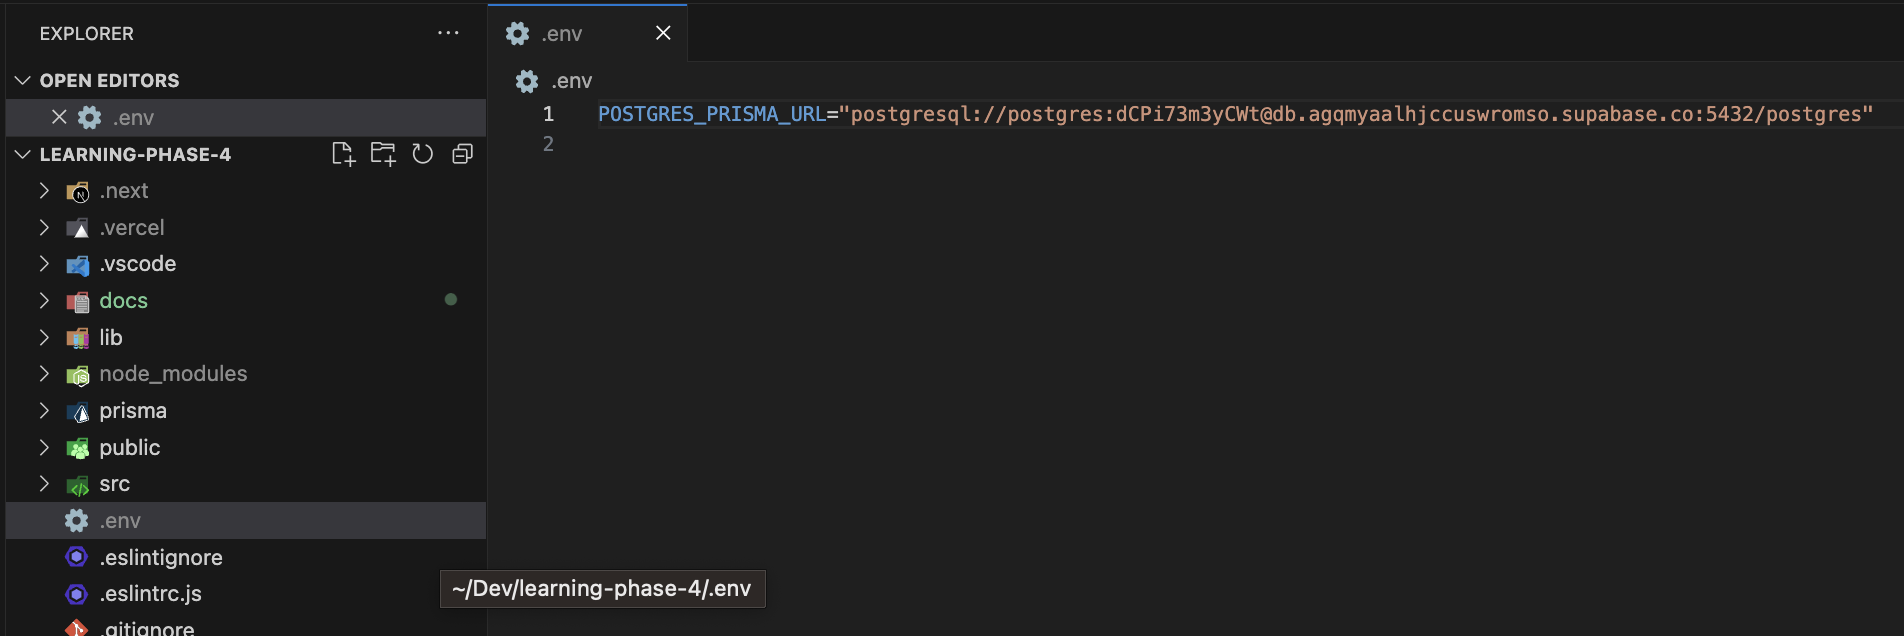 EXPLORER
OPEN EDITORS
.env
LEARNING-PHASE-4
.next
.vercel
.vscode
docs
lib
node_modules
prisma
public
src
.env
.eslintignore
.eslintrc.js
.gitignore
~/Dev/learning-phase-4/.env
.env
.env
1 POSTGRES_PRISMA_URL="postgresql://postgres:dCPi73m3yCWt@db.agqmyaalhjccuswromso.supabase.co:5432/postgres"
2